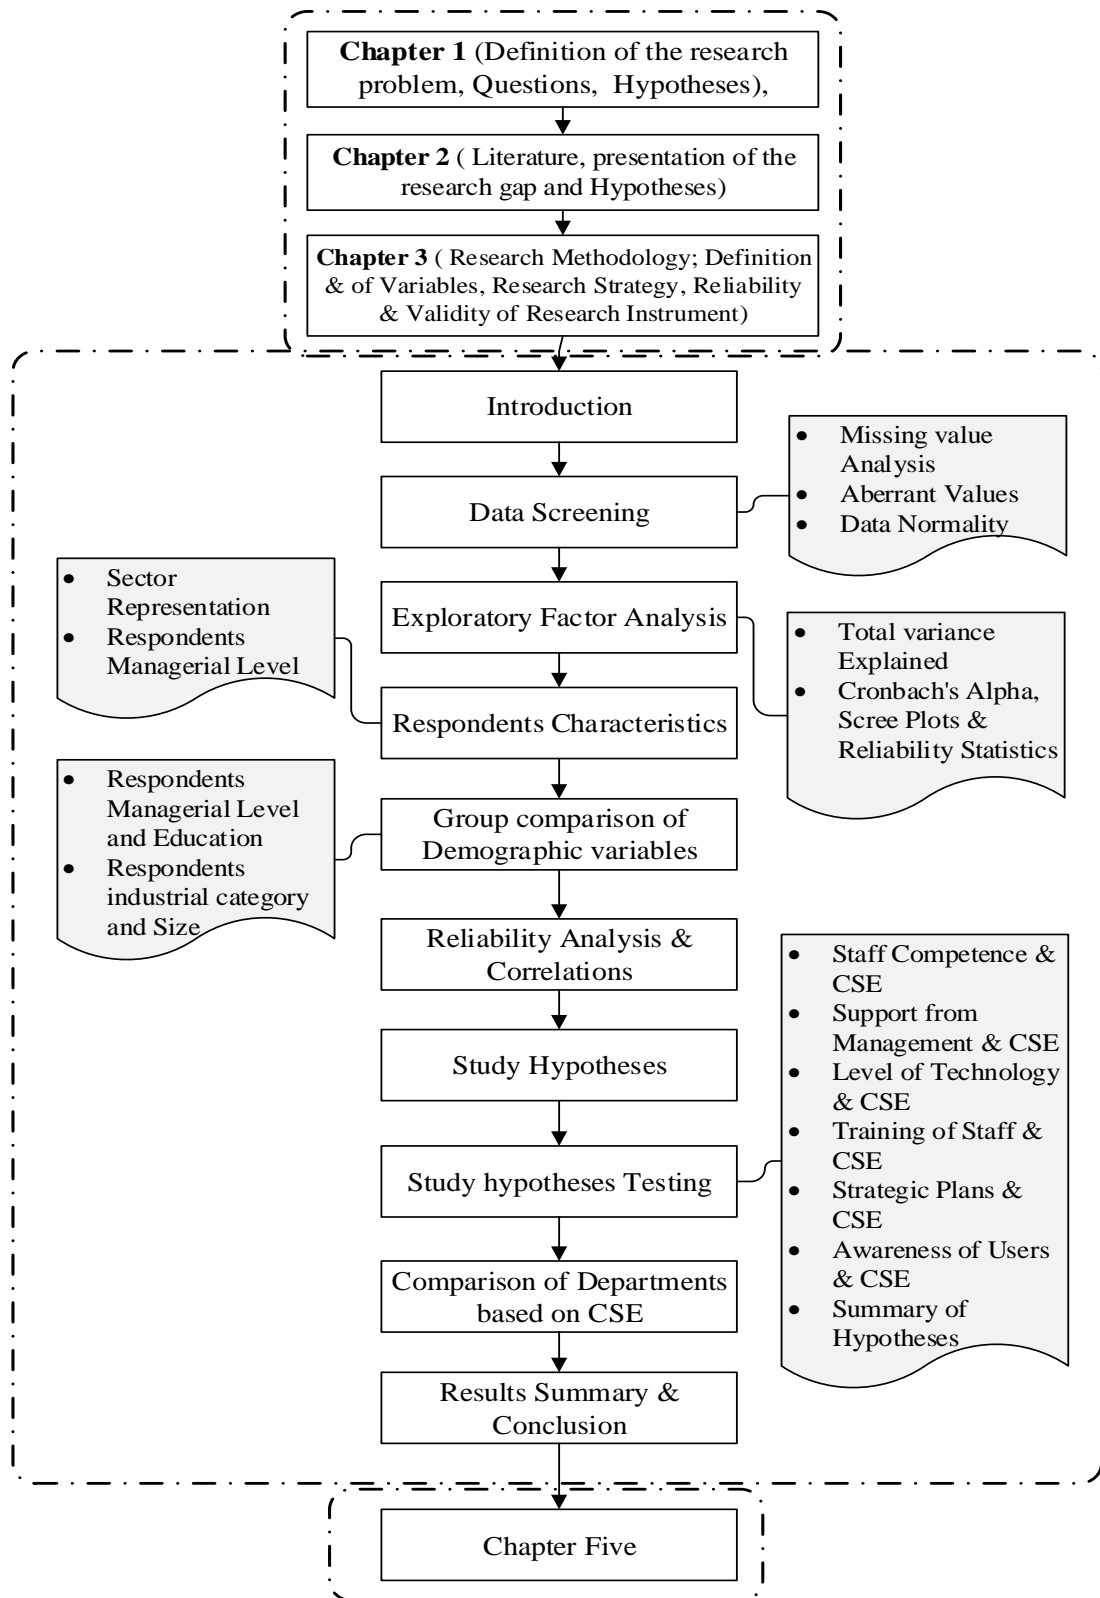 Chapter 1 (Definition of the research
problem, Questions, Hypotheses),
Chapter 2 ( Literature, presentation of the
research gap and Hypotheses)
Chapter 3 ( Research Methodology; Definition
& of Variables, Research Strategy, Reliability
& Validity of Research Instrument)
Introduction
Data Screening
• Missing value
Analysis
• Aberrant Values
• Data Normality
Exploratory Factor Analysis
• Total variance
Explained
• Cronbach's Alpha,
Scree Plots &
Reliability Statistics
• Sector
Representation
• Respondents
Managerial Level
Respondents Characteristics
• Respondents
Managerial Level
and Education
• Respondents
industrial category
and Size
Group comparison of
Demographic variables
Reliability Analysis &
Correlations
Study Hypotheses
Study hypotheses Testing
• Staff Competence &
CSE
• Support from
Management & CSE
• Level of Technology
& CSE
• Training of Staff &
CSE
• Strategic Plans &
CSE
• Awareness of Users
& CSE
• Summary of
Hypotheses
Comparison of Departments
based on CSE
Results Summary &
Conclusion
Chapter Five